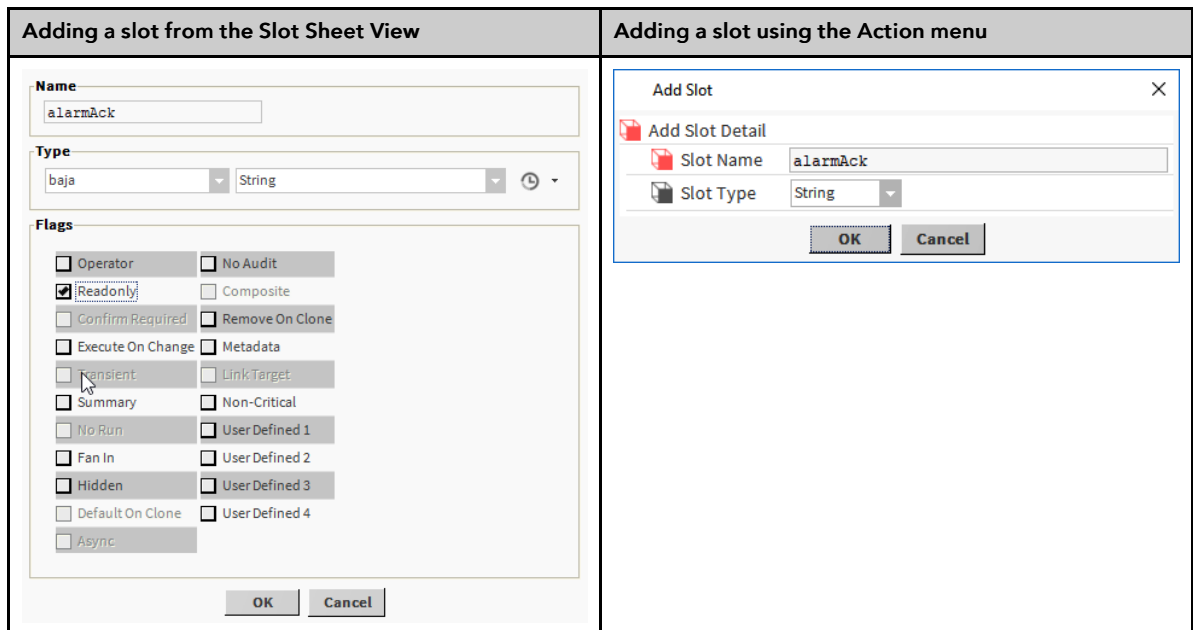 Adding a slot from the Slot Sheet View
Adding a slot using the Action menu
Name
alarmAck
Type
baja String
Flags
Operator No Audit
Readonly Composite
Confirm Required Remove On Clone
Execute On Change Metadata
Transient Link Target
Summary Non-Critical
No Run User Defined 1
Fan In User Defined 2
Hidden User Defined 3
Default On Clone User Defined 4
Async
OK Cancel
Add Slot
Add Slot Detail
Slot Name alarmAck
Slot Type String
OK Cancel